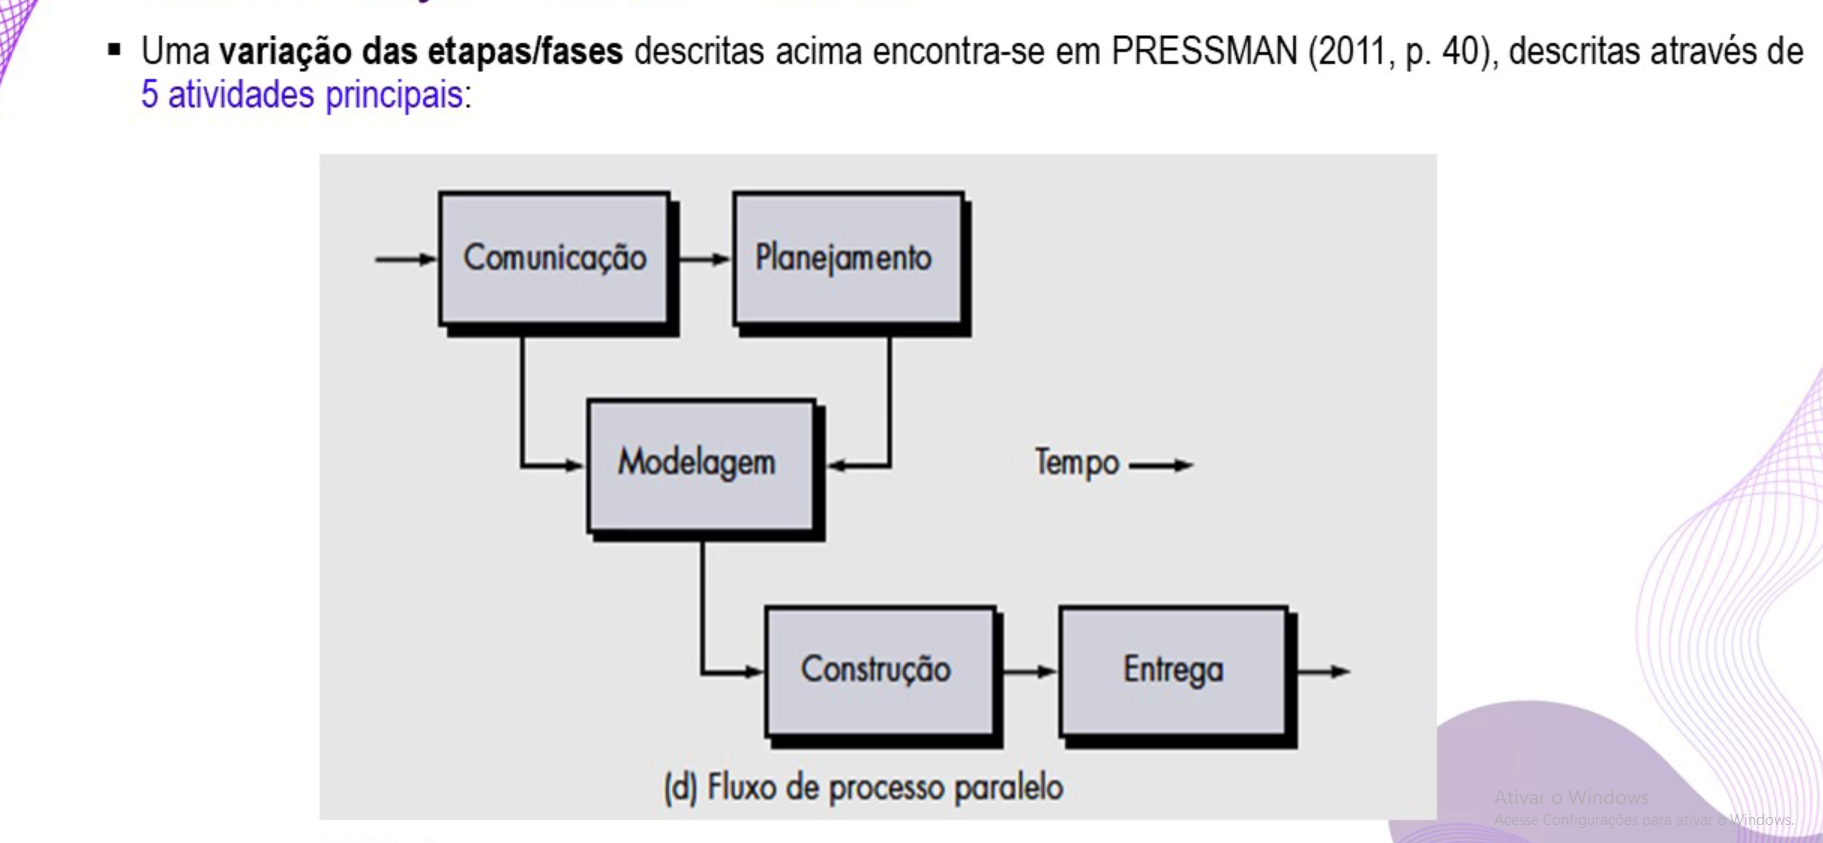 ▪ Uma variação das etapas/fases descritas acima encontra-se em PRESSMAN (2011, p. 40), descritas através de
5 atividades principais:
Comunicação
Planejamento
Modelagem
Tempo
Construção
Entrega
(d) Fluxo de processo paralelo
Ativar o Windows
Acesse Configurações para ativar o Windows.